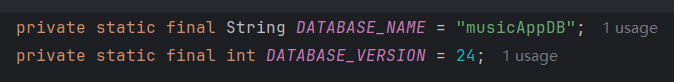 private static final String DATABASE_NAME = "musicAppDB"; 1 usage
private static final int DATABASE_VERSION = 24; 1 usage